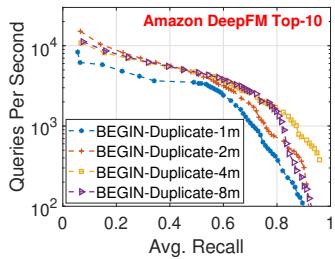 Amazon DeepFM Top-10
Queries Per Second
10^4
10^3
10^2
BEGIN-Duplicate-1m
BEGIN-Duplicate-2m
BEGIN-Duplicate-4m
BEGIN-Duplicate-8m
0 0.2 0.4 0.6 0.8 1
Avg. Recall